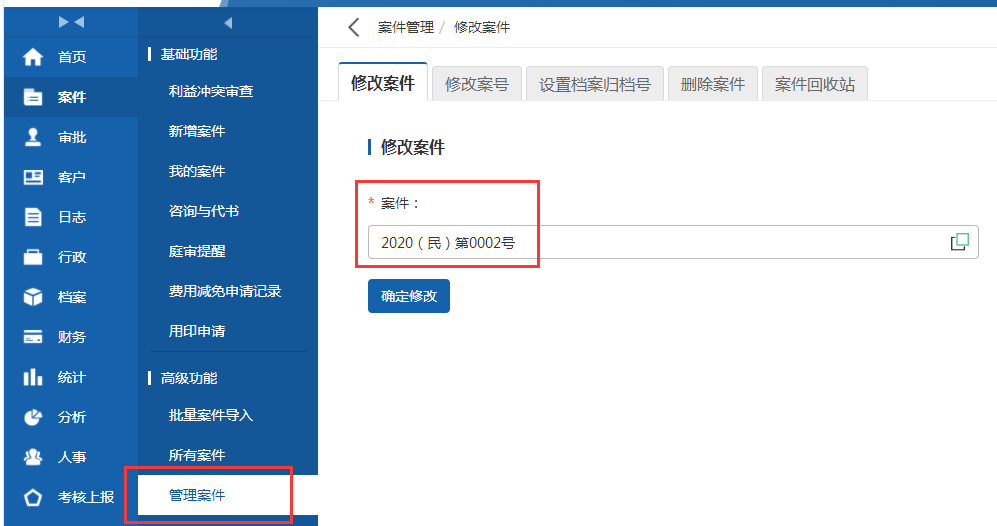 首页
案件
审批
客户
日志
行政
档案
财务
统计
分析
人事
考核上报
基础功能
利益冲突审查
新增案件
我的案件
咨询与代书
庭审提醒
费用减免申请记录
用印申请
高级功能
批量案件导入
所有案件
管理案件
案件管理 / 修改案件
修改案件 修改案号 设置档案归档号 删除案件 案件回收站
修改案件
* 案件：
2020（民）第0002号
确定修改